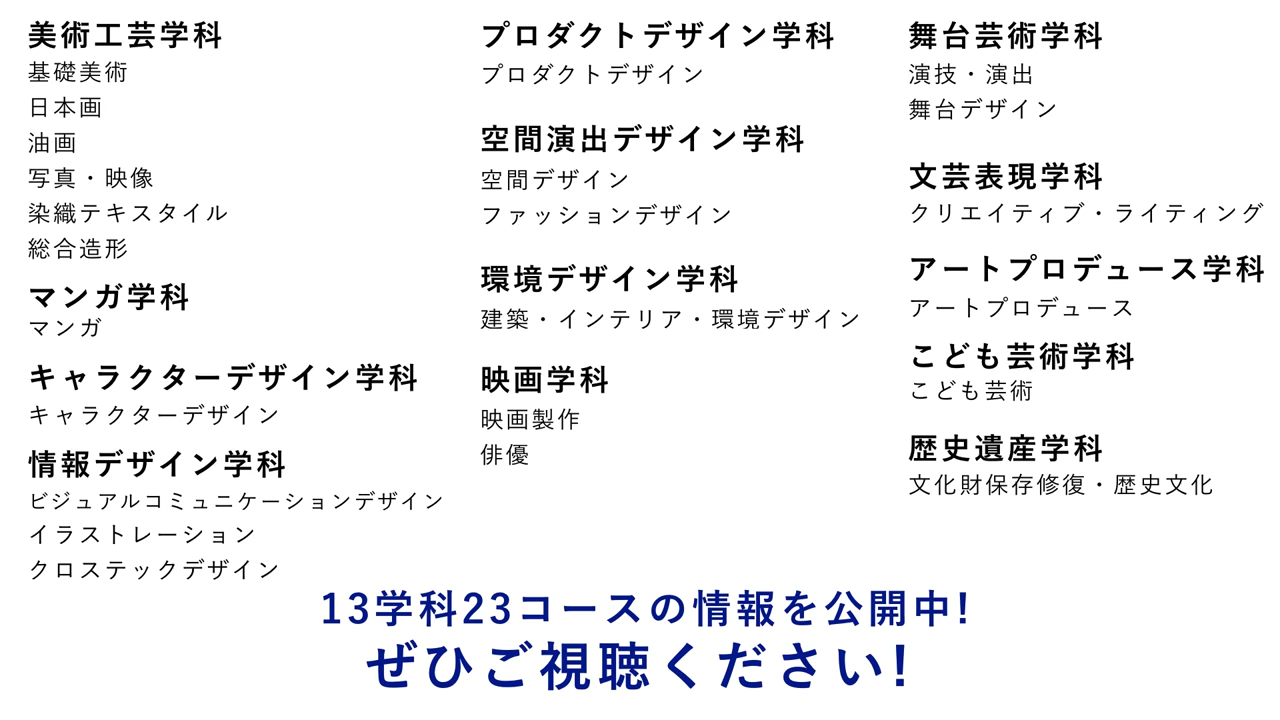 美術工芸学科
基礎美術
日本画
油画
写真・映像
染織テキスタイル
総合造形
マンガ学科
マンガ
キャラクターデザイン学科
キャラクターデザイン
情報デザイン学科
ビジュアルコミュニケーションデザイン
イラストレーション
クロステックデザイン
プロダクトデザイン学科
プロダクトデザイン
空間演出デザイン学科
空間デザイン
ファッションデザイン
環境デザイン学科
建築・インテリア・環境デザイン
映画学科
映画製作
俳優
舞台芸術学科
演技・演出
舞台デザイン
文芸表現学科
クリエイティブ・ライティング
アートプロデュース学科
アートプロデュース
こども芸術学科
こども芸術
歴史遺産学科
文化財保存修復・歴史文化
13学科23コースの情報を公開中!
ぜひご視聴ください!